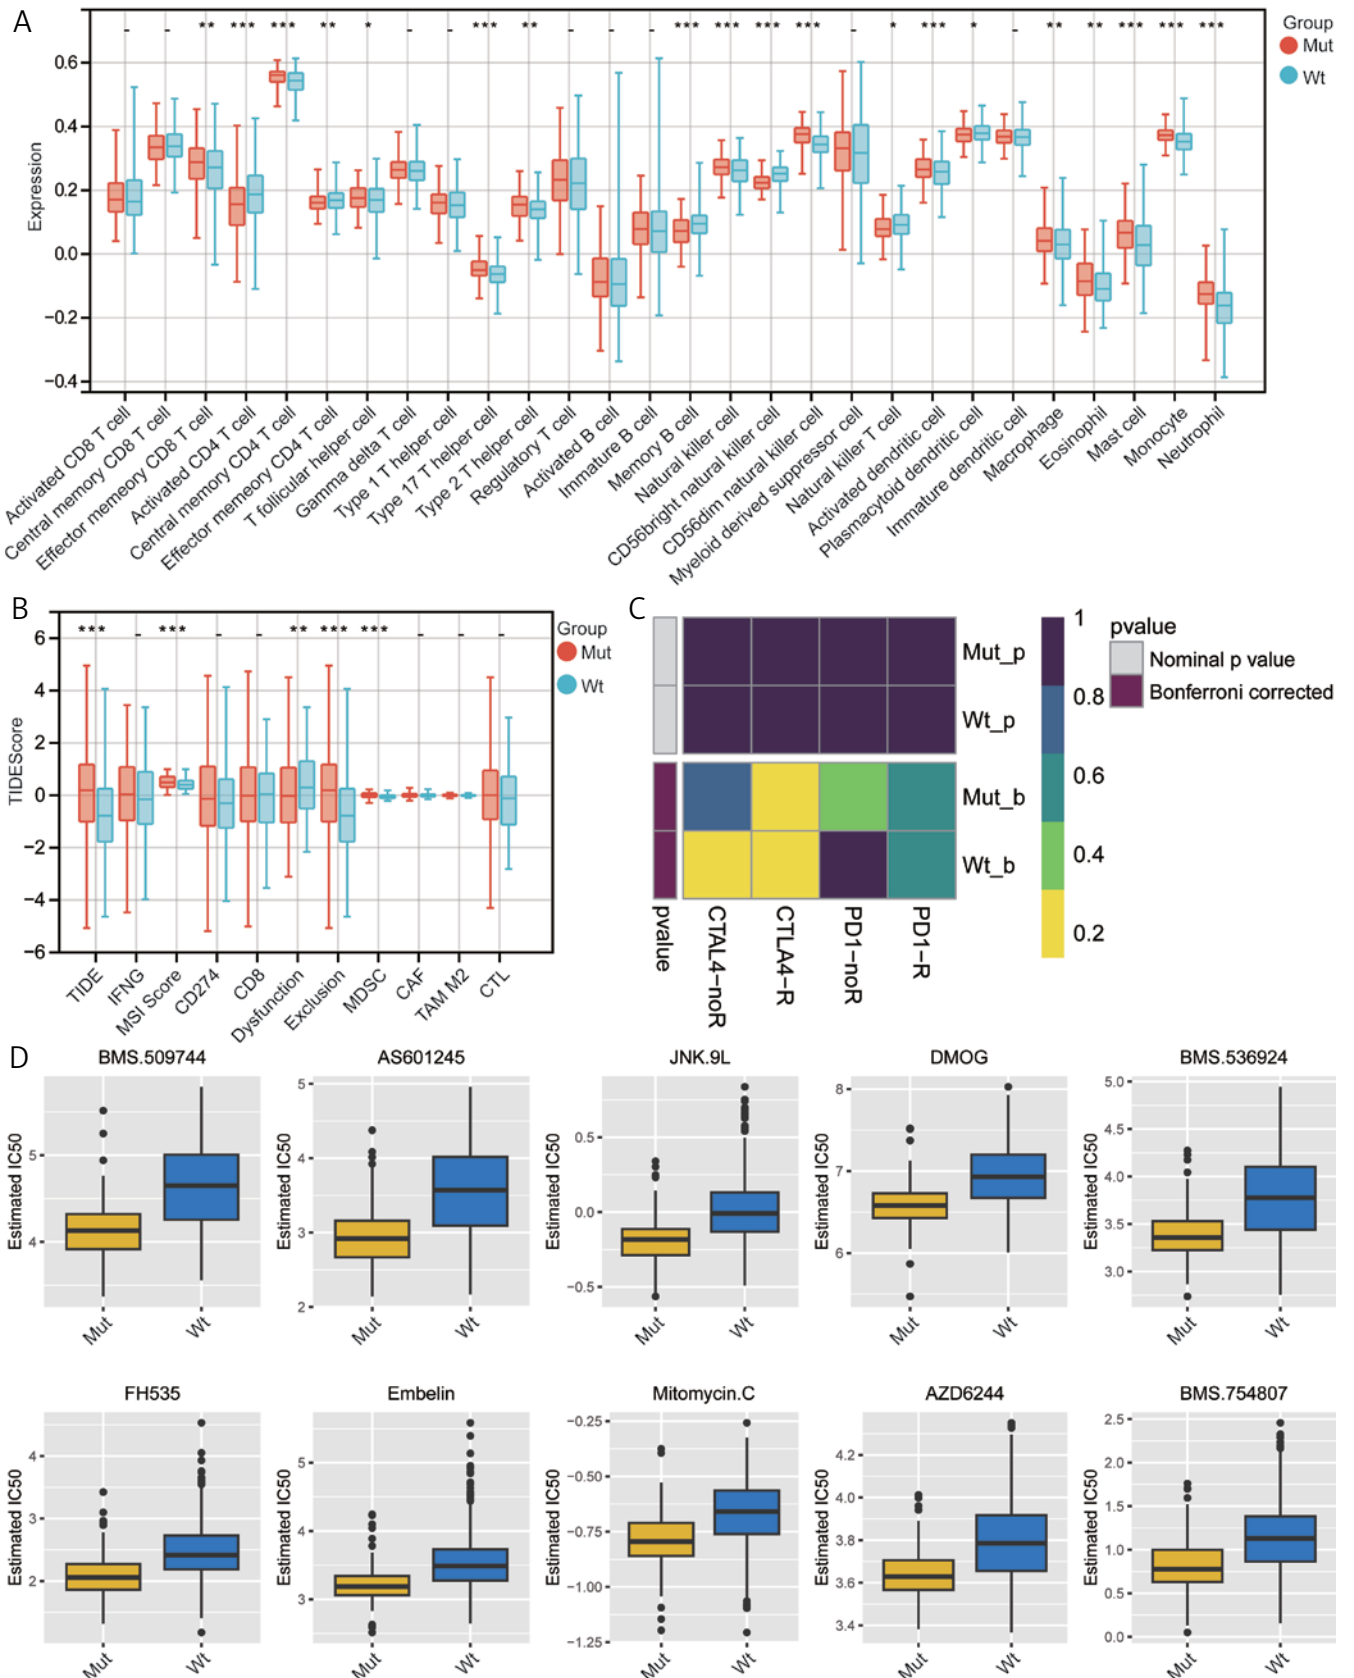 A
** *** *** ** * *** ** *** *** *** *** * *** * ** ** *** *** ***
Group
Mut
Wt
Expression
0.6
0.4
0.2
0.0
−0.2
−0.4
Activated CD8 T cell
Central memory CD8 T cell
Effector memeory CD8 T cell
Activated CD4 T cell
Central memory CD4 T cell
Effector memeory CD4 T cell
T follicular helper cell
Gamma delta T cell
Type 1 T helper cell
Type 17 T helper cell
Type 2 T helper cell
Regulatory T cell
Activated B cell
Immature B cell
Memory B cell
Natural killer cell
CD56bright natural killer cell
CD56dim natural killer cell
Myeloid derived suppressor cell
Natural killer T cell
Activated dendritic cell
Plasmacytoid dendritic cell
Immature dendritic cell
Macrophage
Eosinophil
Mast cell
Monocyte
Neutrophil
B
*** - *** - - ** *** *** - - -
Group
Mut
Wt
TIDEScore
6
4
2
0
−2
−4
−6
TIDE
IFNG
MSI Score
CD274
CD8
Dysfunction
Exclusion
MDSC
CAF
TAM M2
CTL
C
Mut_p
Wt_p
Mut_b
Wt_b
pvalue
CTAL4−noR
CTLA4−R
PD1−noR
PD1−R
1
0.8
0.6
0.4
0.2
pvalue
Nominal p value
Bonferroni corrected
D
BMS.509744
Estimated IC50
5
4
Mut
Wt
AS601245
Estimated IC50
5
4
3
2
Mut
Wt
JNK.9L
Estimated IC50
0.5
0.0
−0.5
Mut
Wt
DMOG
Estimated IC50
8
7
6
Mut
Wt
BMS.536924
Estimated IC50
5.0
4.5
4.0
3.5
3.0
Mut
Wt
FH535
Estimated IC50
4
3
2
Mut
Wt
Embelin
Estimated IC50
5
4
3
Mut
Wt
Mitomycin.C
Estimated IC50
−0.25
−0.50
−0.75
−1.00
−1.25
Mut
Wt
AZD6244
Estimated IC50
4.2
4.0
3.8
3.6
3.4
Mut
Wt
BMS.754807
Estimated IC50
2.5
2.0
1.5
1.0
0.5
0.0
Mut
Wt